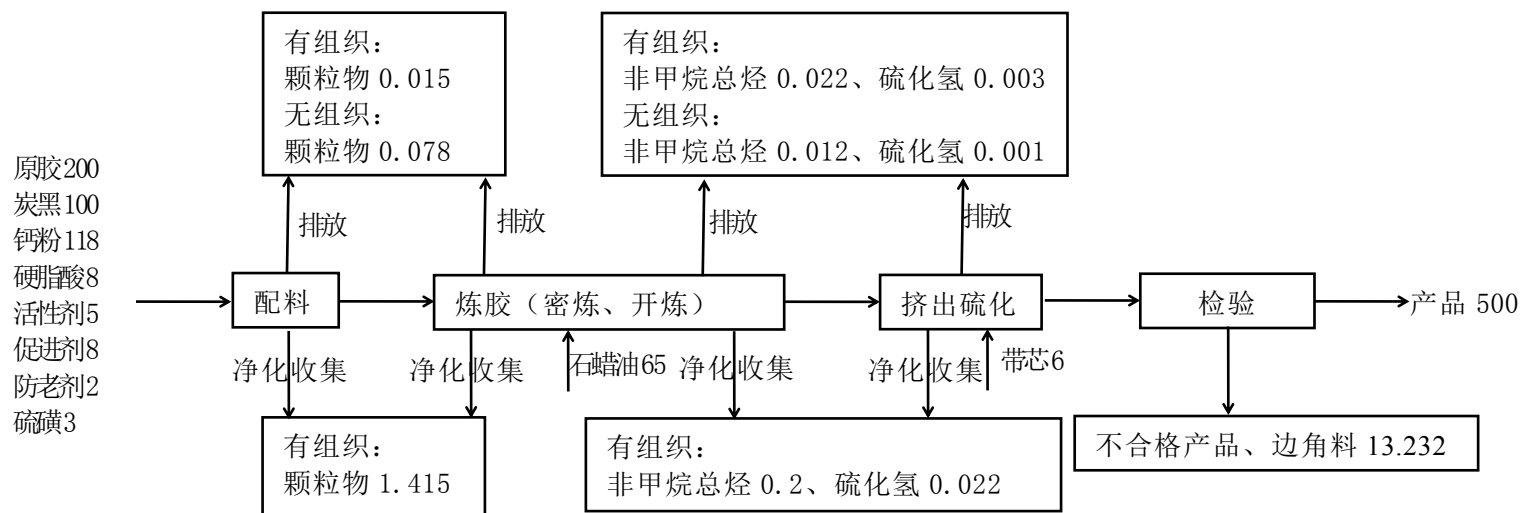 有组织：
颗粒物 0.015
无组织：
颗粒物 0.078
有组织：
非甲烷总烃 0.022、硫化氢 0.003
无组织：
非甲烷总烃 0.012、硫化氢 0.001
原胶200
炭黑100
钙粉118
硬脂酸8
活性剂5
促进剂8
防老剂2
硫磺3
排放
排放
排放
排放
配料
炼胶（密炼、开炼）
挤出硫化
检验
产品 500
净化收集
净化收集
石蜡油65
净化收集
净化收集
带芯6
有组织：
颗粒物 1.415
有组织：
非甲烷总烃 0.2、硫化氢 0.022
不合格产品、边角料 13.232